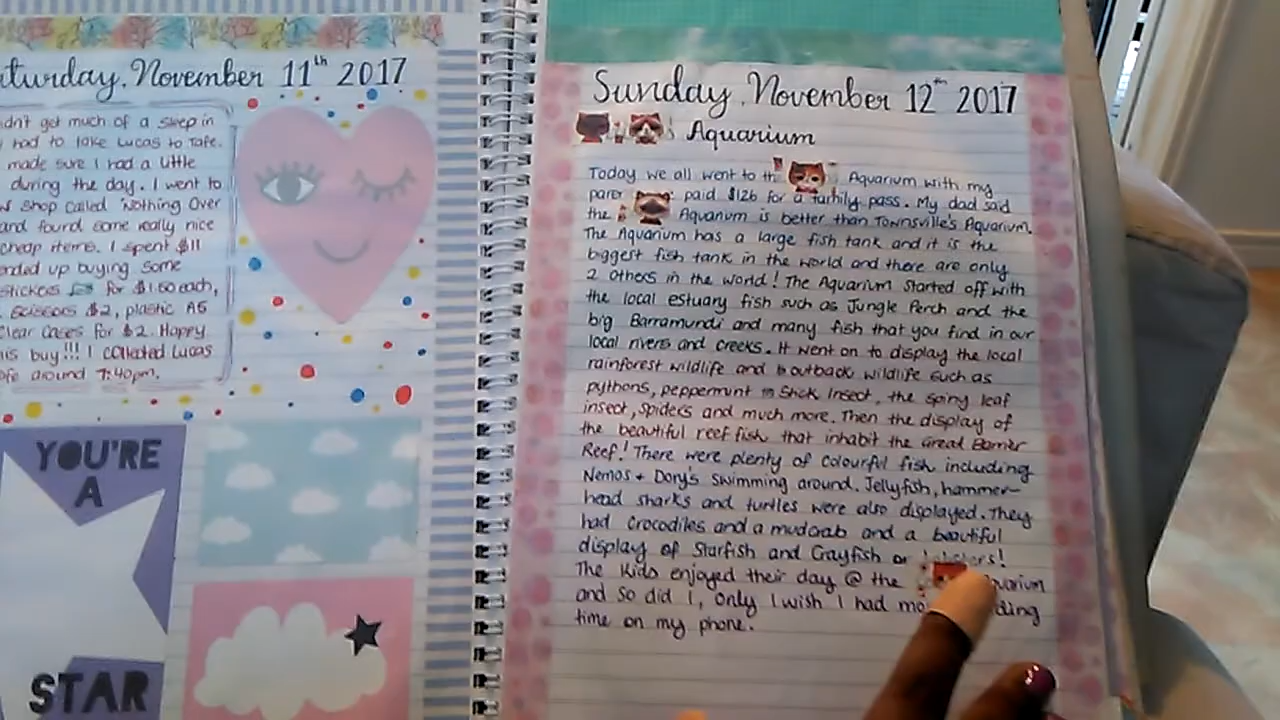 aturday, November 11th 2017
idn't get much of a sleep in
had to take Lucas to Tafe.
made sure I had a little
during the day. I went to
shop called 'Nothing Over
and found some really nice
cheap items. I spent $11
ended up buying some
stickers for $1.50 each,
scissors $2, plastic A5
Clear Cases for $2. Happy
his buy!!! I collected Lucas
afe around 7:40pm.
YOU'RE
A
STAR
Sunday, November 12th 2017
Aquarium
Today we all went to th Aquarium with my
paren paid $126 for a family pass. My dad said
the Aquarium is better than Townsville's Aquarium.
The Aquarium has a large fish tank and it is the
biggest fish tank in the world and there are only
2 others in the world! The Aquarium started off with
the local estuary fish such as Jungle Perch and the
big Barramundi and many fish that you find in our
local rivers and creeks. It went on to display the local
rainforest wildlife and outback wildlife such as
pythons, peppermint Stick Insect, the spiny leaf
insect, spiders and much more. Then the display of
the beautiful reef fish that inhabit the Great Barrier
Reef! There were plenty of colourful fish including
Nemos + Dory's swimming around. Jellyfish, hammer-
head sharks and turtles were also displayed. They
had Crocodiles and a mudcrab and a beautiful
display of Starfish and Crayfish or lobsters!
The kids enjoyed their day @ the quarium
and so did I, only I wish I had mo ding
time on my phone.